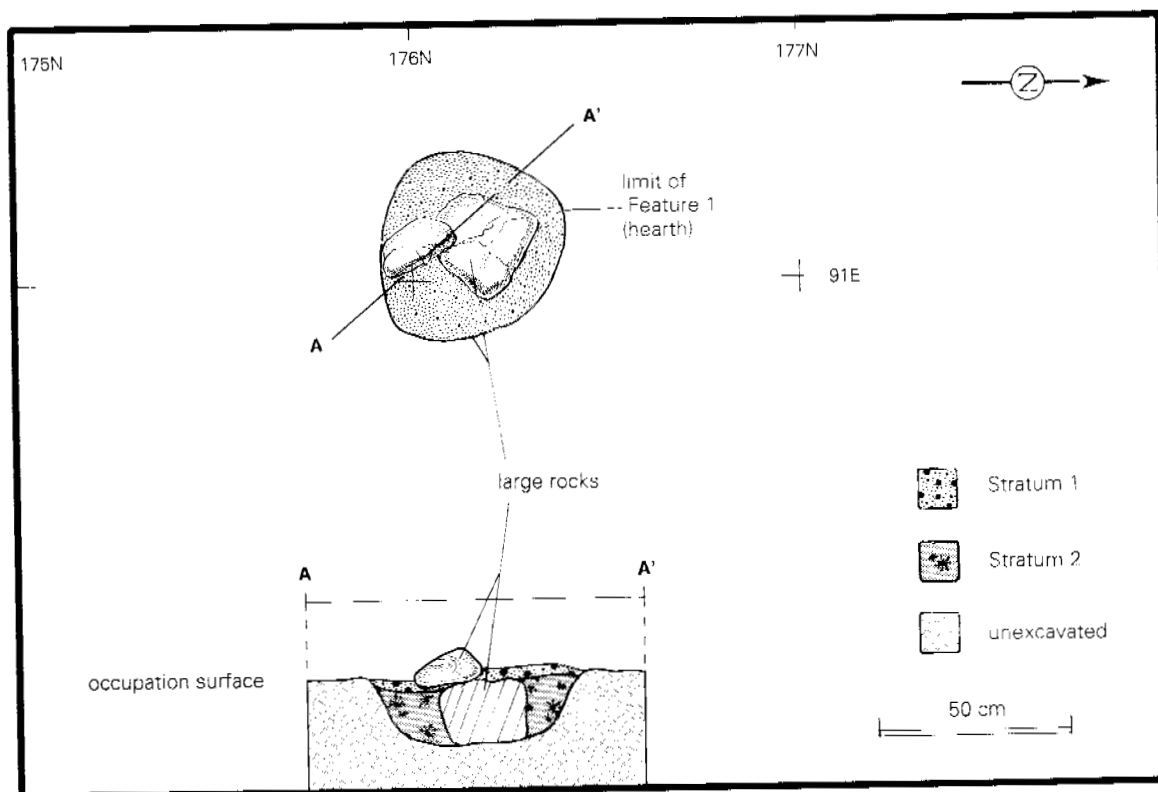 175N
176N
177N
Z
A'
limit of
Feature 1
(hearth)
91E
A
large rocks
Stratum 1
A
A'
Stratum 2
unexcavated
occupation surface
50 cm